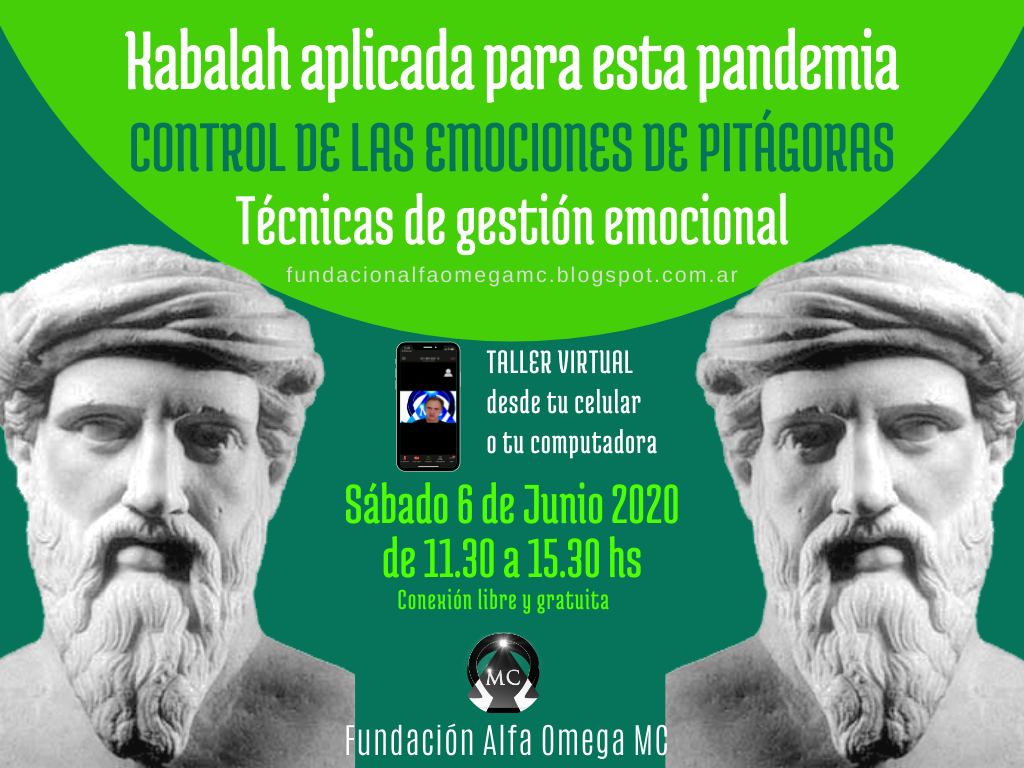 Kabalah aplicada para esta pandemia
CONTROL DE LAS EMOCIONES DE PITÁGORAS
Técnicas de gestión emocional
fundacionalfaomegamc.blogspot.com.ar
TALLER VIRTUAL
desde tu celular
o tu computadora
Sábado 6 de Junio 2020
de 11.30 a 15.30 hs
Conexión libre y gratuita
MC
Fundación Alfa Omega MC